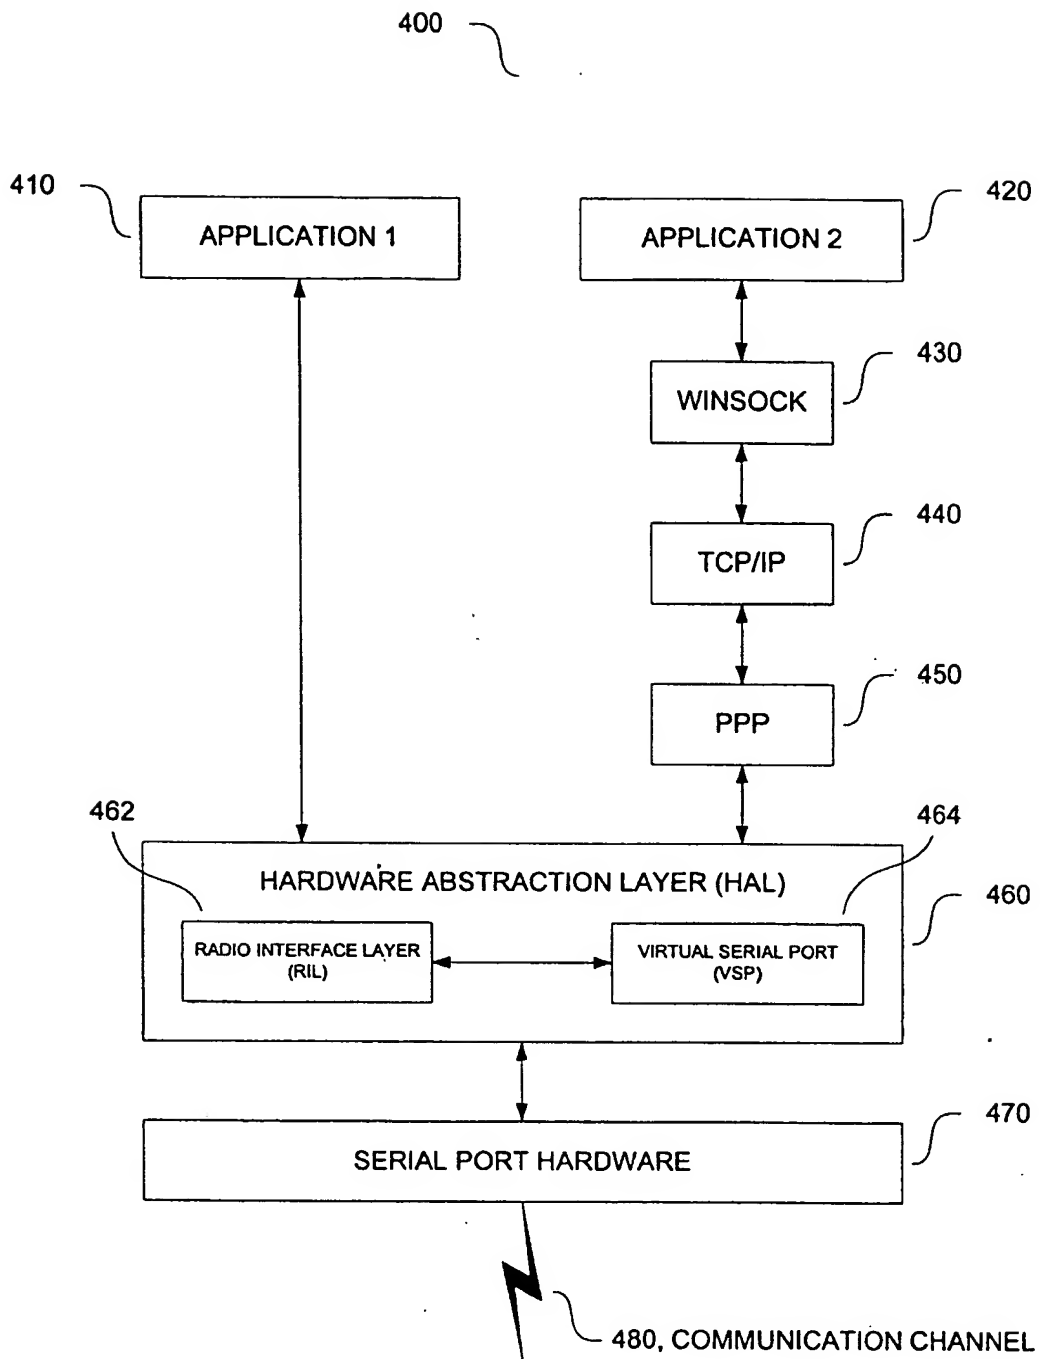 400
410
APPLICATION 1
420
APPLICATION 2
430
WINSOCK
440
TCP/IP
450
PPP
462
464
HARDWARE ABSTRACTION LAYER (HAL)
460
RADIO INTERFACE LAYER
(RIL)
VIRTUAL SERIAL PORT
(VSP)
470
SERIAL PORT HARDWARE
480, COMMUNICATION CHANNEL